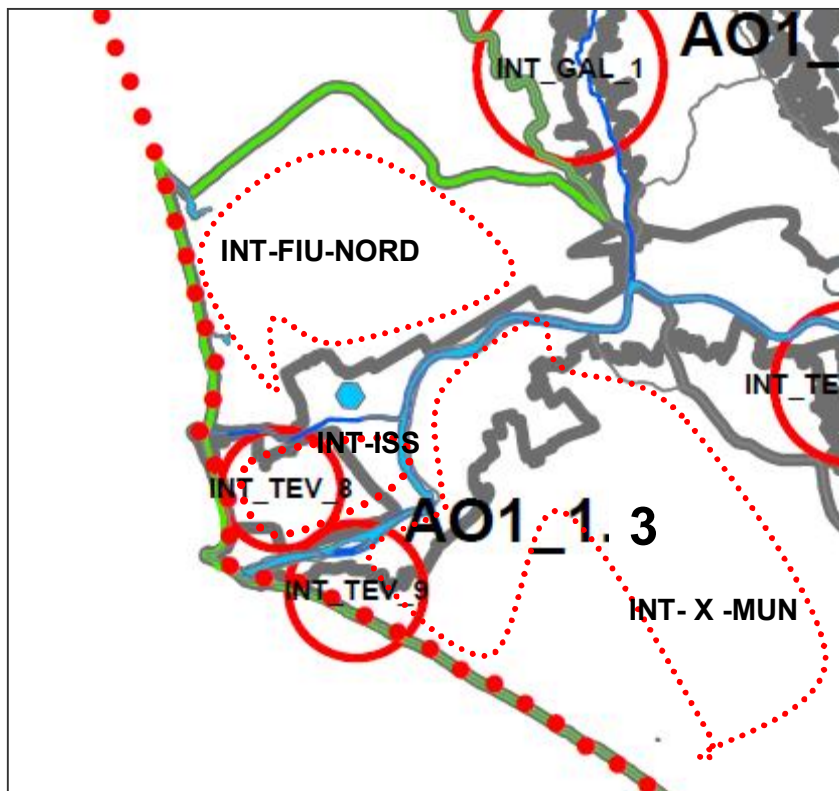 AO1_
INT_GAL_1
INT-FIU-NORD
INT_TE
INT-ISS
INT_TEV_8
AO1_1. 3
INT_TEV_9
INT- X -MUN